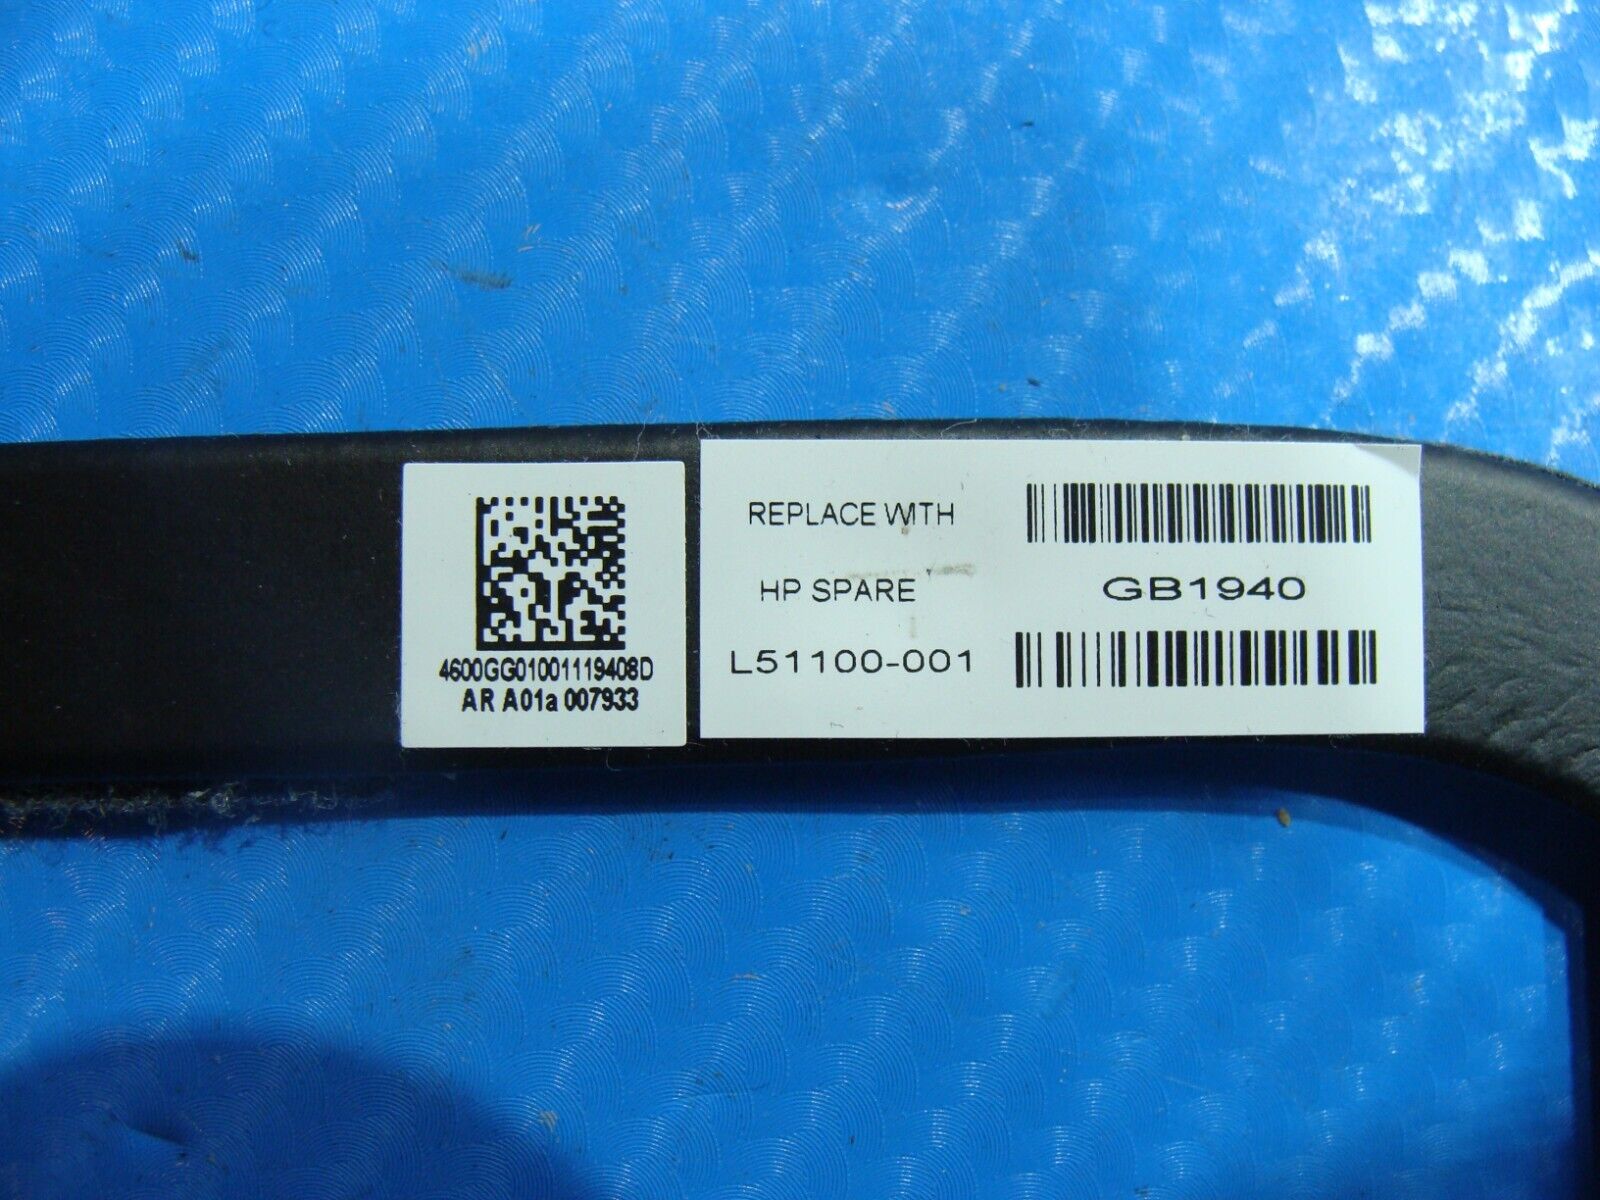 4600GG01001119408D
AR A01a 007933
REPLACE WITH
HP SPARE
L51100-001
GB1940